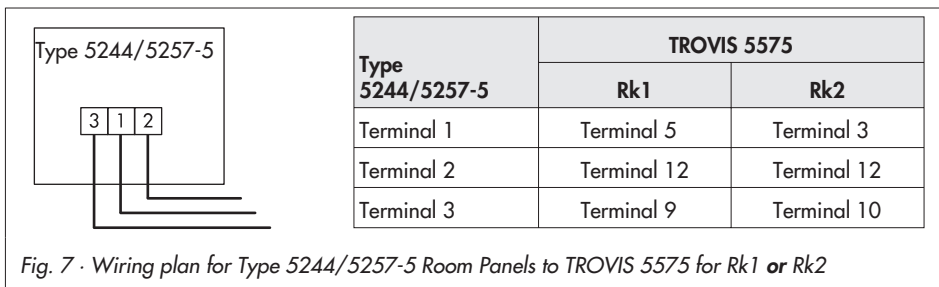 Type 5244/5257-5
3 1 2
Type
5244/5257-5
TROVIS 5575
Rk1 Rk2
Terminal 1 Terminal 5 Terminal 3
Terminal 2 Terminal 12 Terminal 12
Terminal 3 Terminal 9 Terminal 10
Fig. 7 · Wiring plan for Type 5244/5257-5 Room Panels to TROVIS 5575 for Rk1 or Rk2